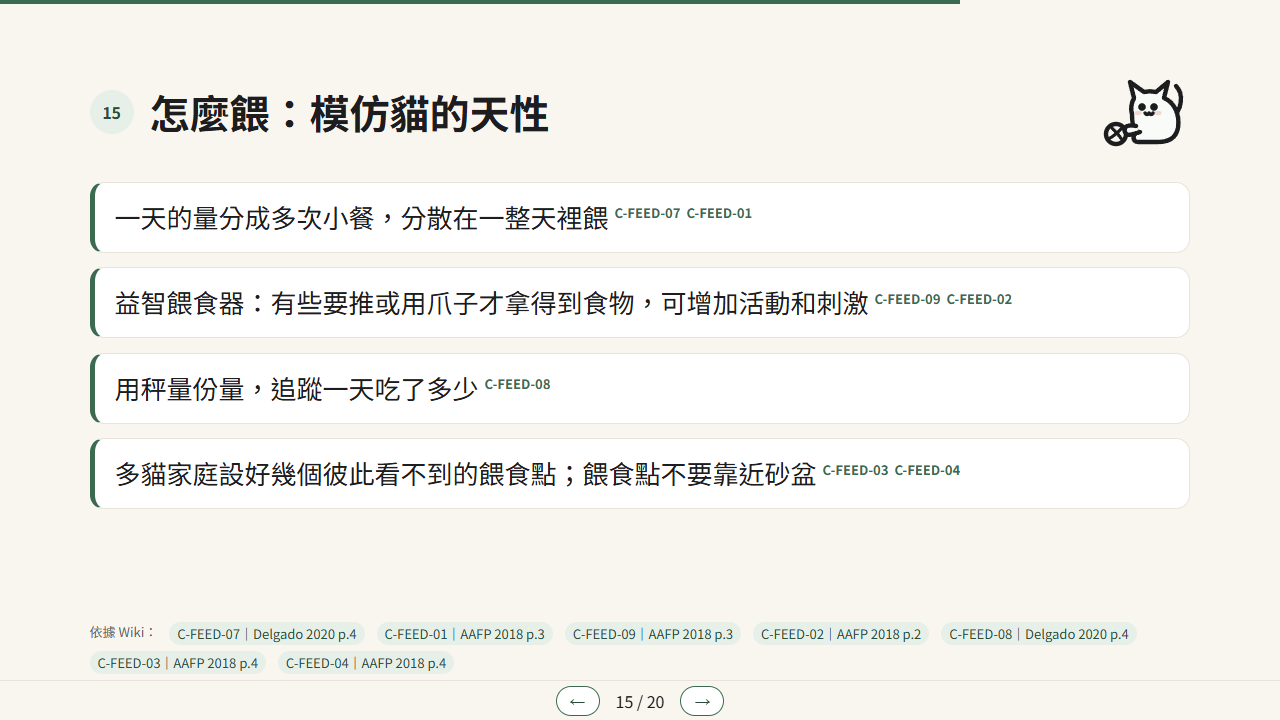 15 怎麼餵：模仿貓的天性
一天的量分成多次小餐，分散在一整天裡餵 C-FEED-07 C-FEED-01
益智餵食器：有些要推或用爪子才拿得到食物，可增加活動和刺激 C-FEED-09 C-FEED-02
用秤量份量，追蹤一天吃了多少 C-FEED-08
多貓家庭設好幾個彼此看不到的餵食點；餵食點不要靠近砂盆 C-FEED-03 C-FEED-04
依據 Wiki： C-FEED-07｜Delgado 2020 p.4 C-FEED-01｜AAFP 2018 p.3 C-FEED-09｜AAFP 2018 p.3 C-FEED-02｜AAFP 2018 p.2 C-FEED-08｜Delgado 2020 p.4
C-FEED-03｜AAFP 2018 p.4 C-FEED-04｜AAFP 2018 p.4
← 15 / 20 →